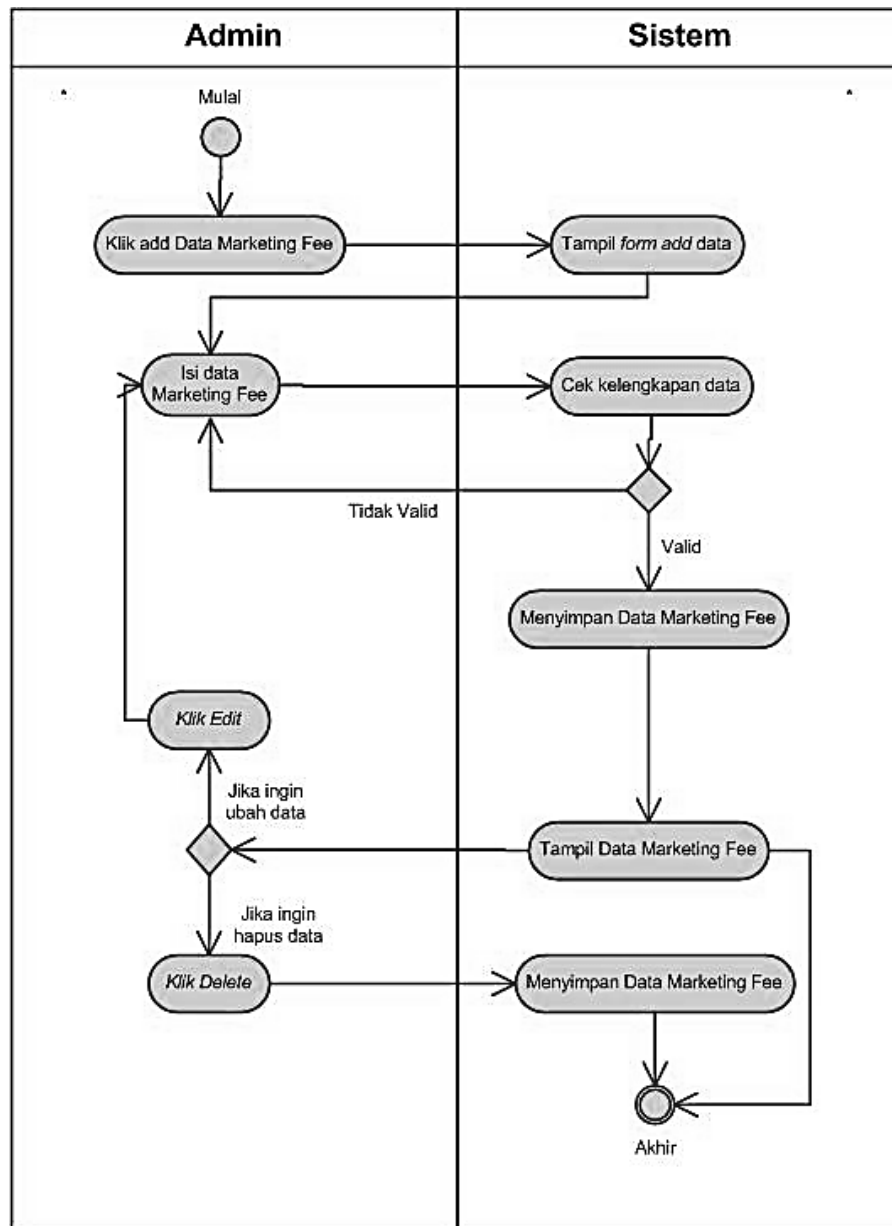 Admin
Sistem
Mulai
Klik add Data Marketing Fee
Tampil form add data
Isi data
Marketing Fee
Cek kelengkapan data
Tidak Valid
Valid
Menyimpan Data Marketing Fee
Klik Edit
Jika ingin
ubah data
Tampil Data Marketing Fee
Jika ingin
hapus data
Klik Delete
Menyimpan Data Marketing Fee
Akhir